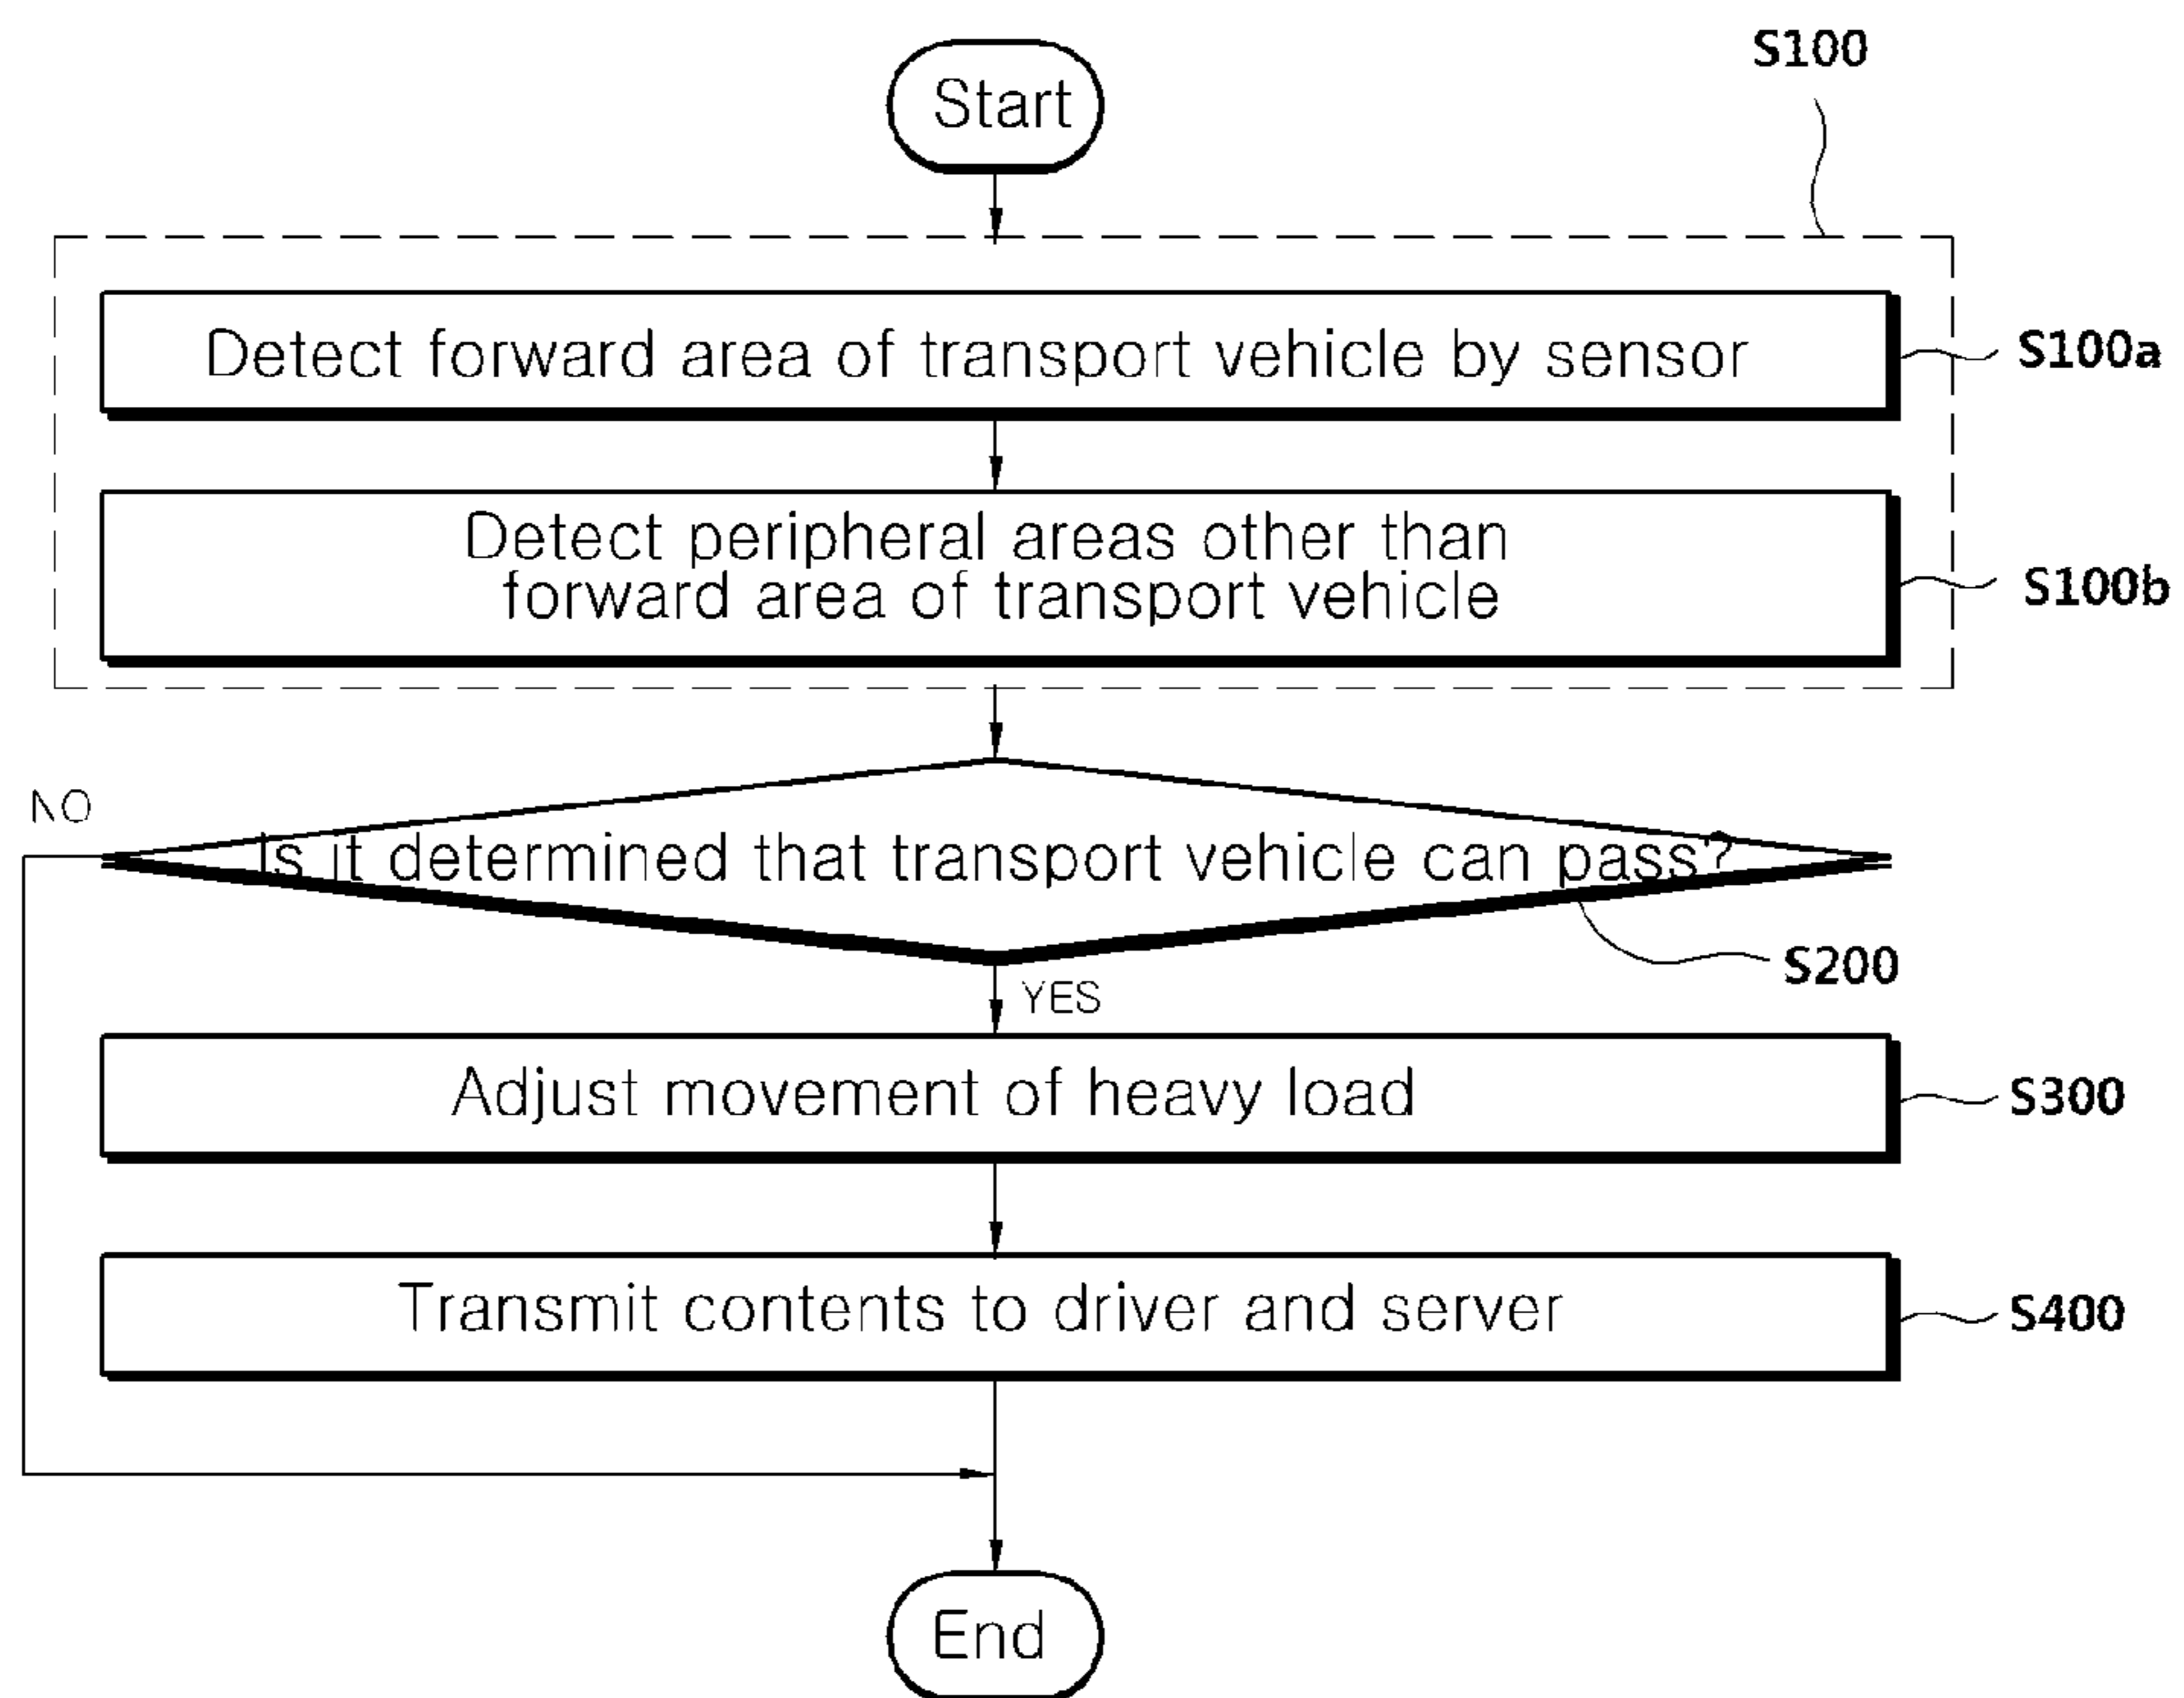 Start
S100
Detect forward area of transport vehicle by sensor
S100a
Detect peripheral areas other than
forward area of transport vehicle
S100b
NO
Is it determined that transport vehicle can pass?
S200
YES
Adjust movement of heavy load
S300
Transmit contents to driver and server
S400
End